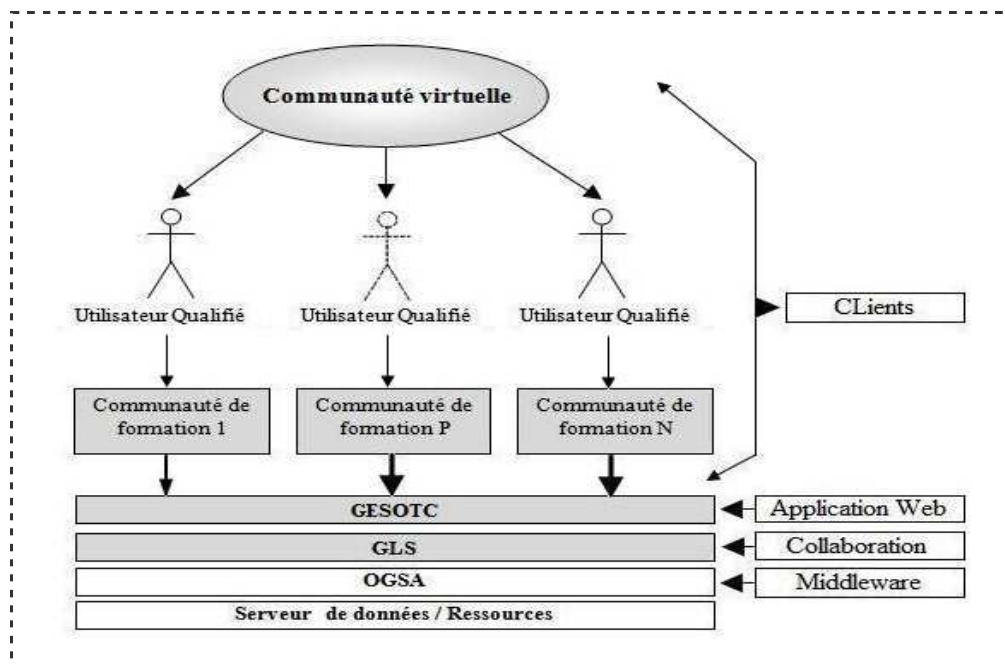 Communauté virtuelle
Utilisateur Qualifié
Utilisateur Qualifié
Utilisateur Qualifié
CLients
Communauté de
formation 1
Communauté de
formation P
Communauté de
formation N
GESOTC
Application Web
GLS
Collaboration
OGSA
Middleware
Serveur de données / Ressources